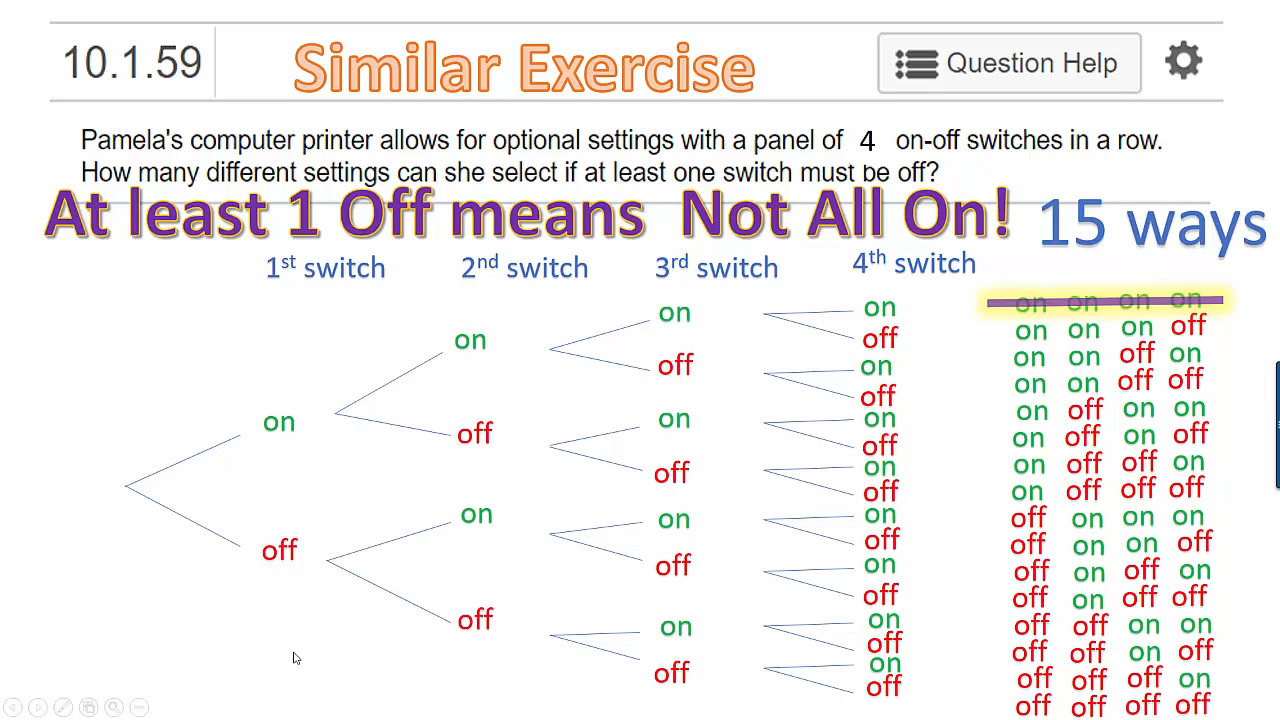 10.1.59 Similar Exercise Question Help
Pamela's computer printer allows for optional settings with a panel of 4 on-off switches in a row.
How many different settings can she select if at least one switch must be off?
At least 1 Off means Not All On! 15 ways
1st switch 2nd switch 3rd switch 4th switch
on
off
on
off
on
off
on
off
on
off
on
off
on
off
on
off
on
off
on
off
on
off
on
off
on
off
on
off
on
off
on on on on
on on on off
on on off on
on on off off
on off on on
on off on off
on off off on
on off off off
off on on on
off on on off
off on off on
off on off off
off off on on
off off on off
off off off on
off off off off